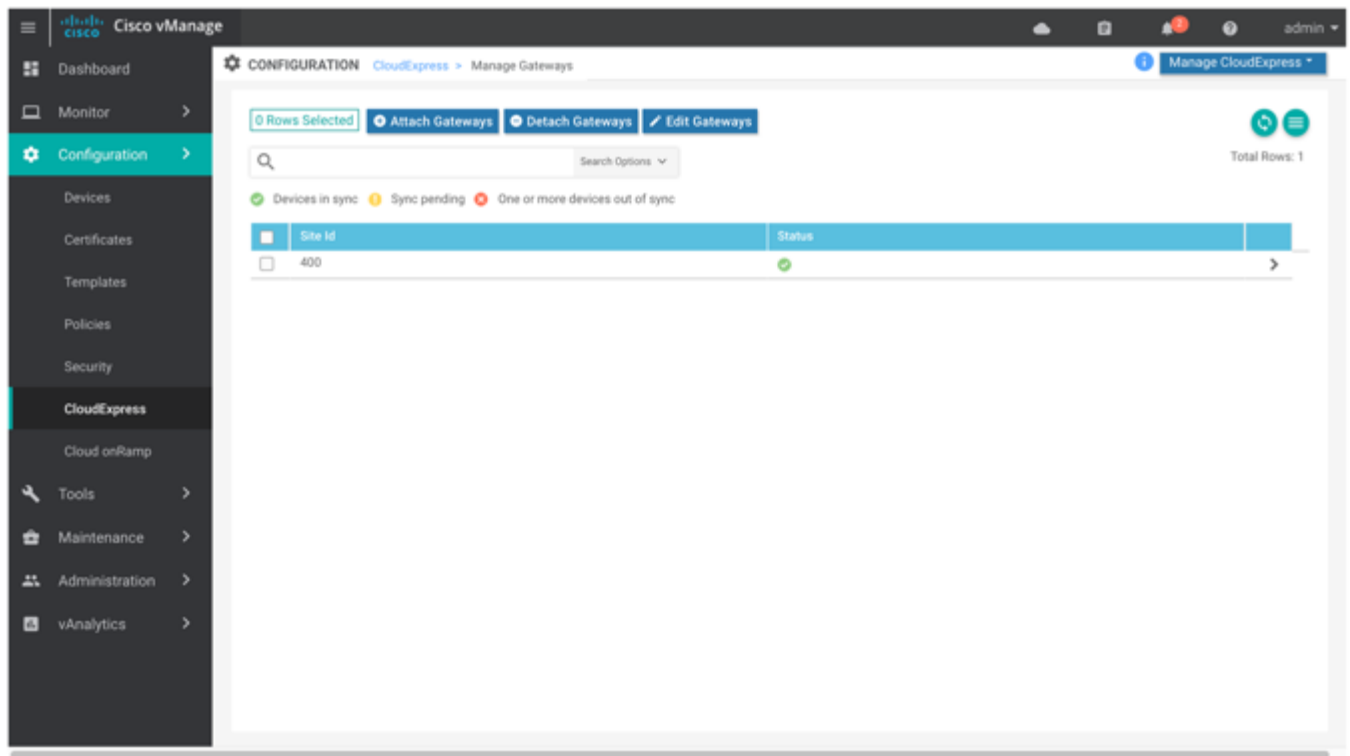 cisco Cisco vManage
2
admin
Dashboard
Monitor
Configuration
Devices
Certificates
Templates
Policies
Security
CloudExpress
Cloud onRamp
Tools
Maintenance
Administration
vAnalytics
CONFIGURATION CloudExpress > Manage Gateways
Manage CloudExpress
0 Rows Selected Attach Gateways Detach Gateways Edit Gateways
Search Options
Total Rows: 1
Devices in sync Sync pending One or more devices out of sync
Site Id Status
400